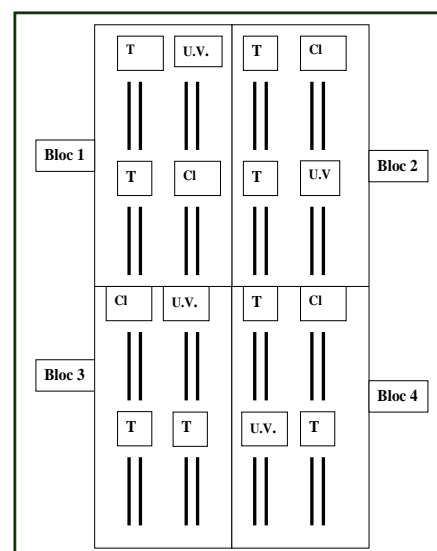 T U.V. T Cl
Bloc 1
T Cl T U.V
Bloc 2
Cl U.V. T Cl
Bloc 3
T T U.V. T
Bloc 4